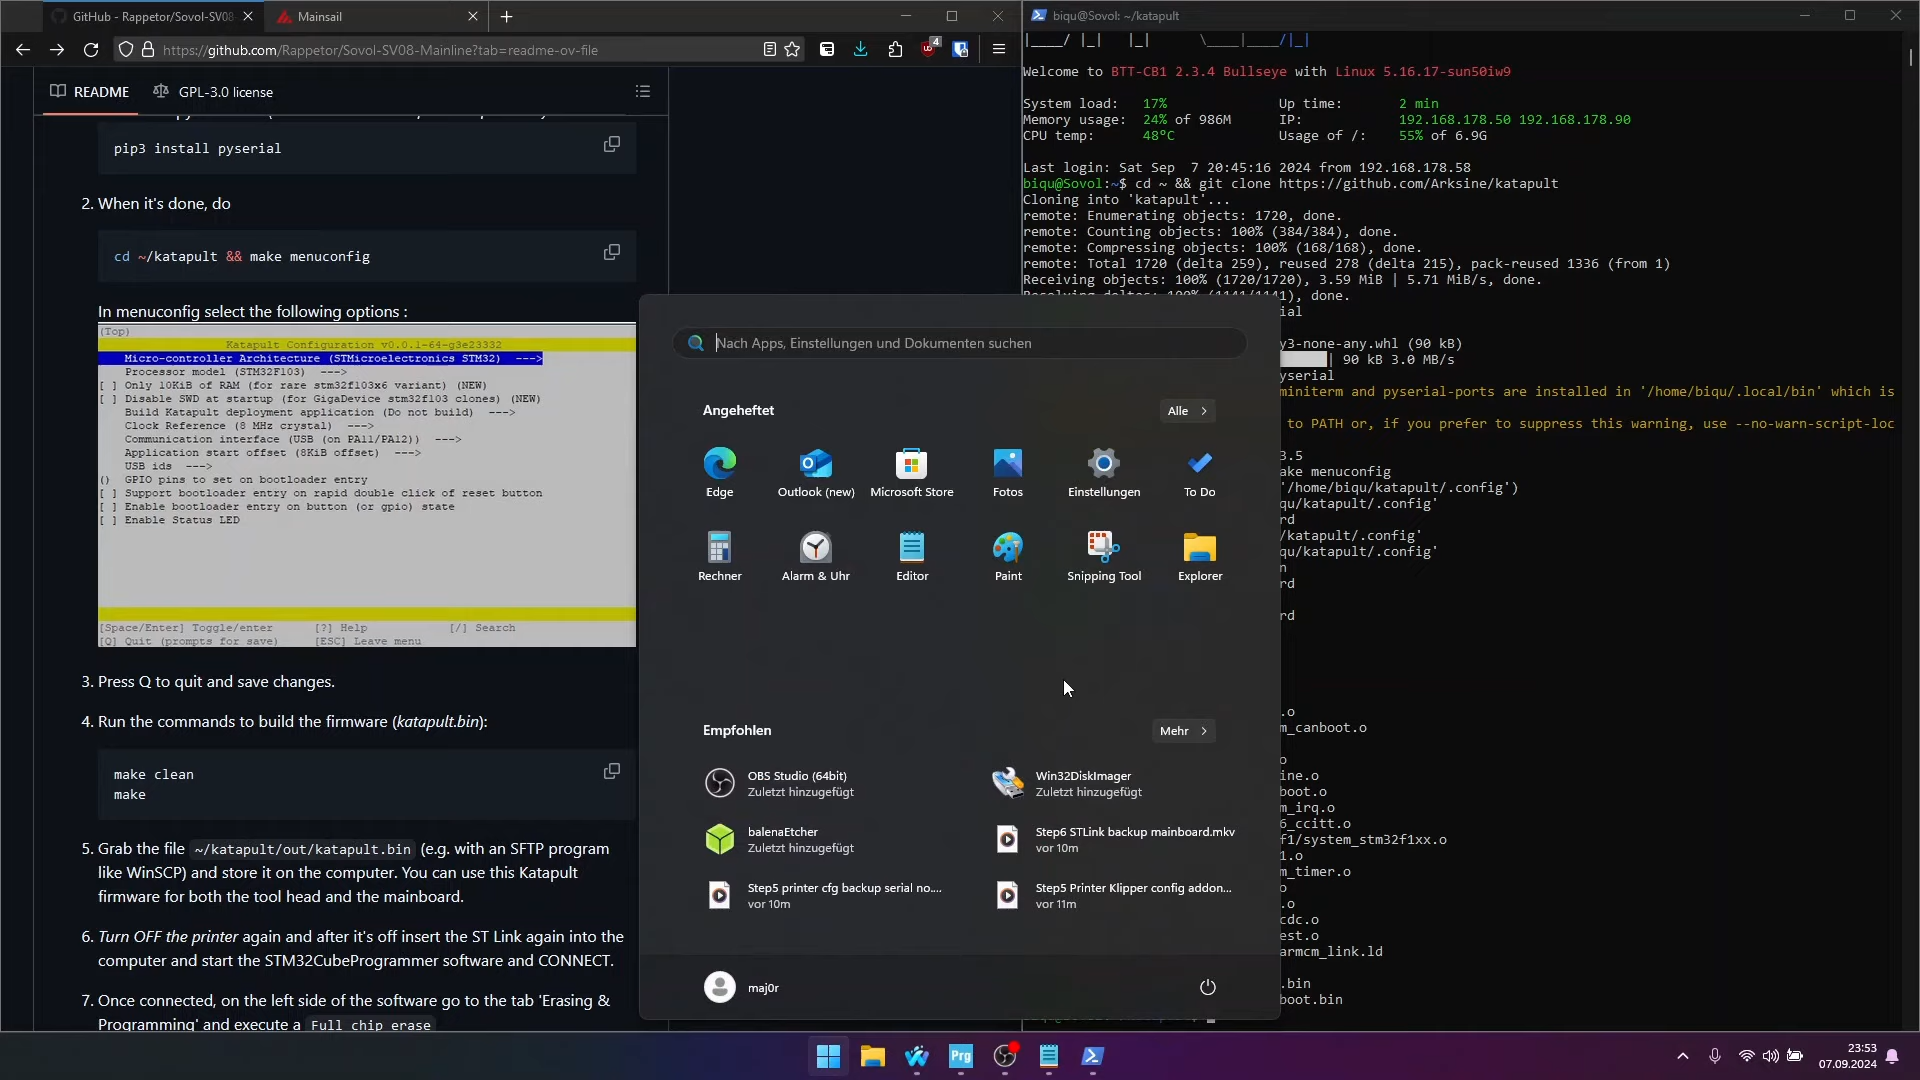 GitHub - Rappetor/Sovol-SV08-
Mainsail
https://github.com/Rappetor/Sovol-SV08-Mainline?tab=readme-ov-file
4
README
GPL-3.0 license
pip3 install pyserial
2. When it's done, do
cd ~/katapult && make menuconfig
In menuconfig select the following options :
(Top)
Katapult Configuration v0.0.1-64-g3e23332
Micro-controller Architecture (STMicroelectronics STM32) --->
Processor model (STM32F103) --->
[ ] Only 10KiB of RAM (for rare stm32f103x6 variant) (NEW)
[ ] Disable SWD at startup (for GigaDevice stm32f103 clones) (NEW)
Build Katapult deployment application (Do not build) --->
Clock Reference (8 MHz crystal) --->
Communication interface (USB (on PA11/PA12)) --->
Application start offset (8KiB offset) --->
USB ids --->
() GPIO pins to set on bootloader entry
[ ] Support bootloader entry on rapid double click of reset button
[ ] Enable bootloader entry on button (or gpio) state
[ ] Enable Status LED
[Space/Enter] Toggle/enter [?] Help [/] Search
[Q] Quit (prompts for save) [ESC] Leave menu
3. Press Q to quit and save changes.
4. Run the commands to build the firmware (katapult.bin):
make clean
make
5. Grab the file ~/katapult/out/katapult.bin (e.g. with an SFTP program
like WinSCP) and store it on the computer. You can use this Katapult
firmware for both the tool head and the mainboard.
6. Turn OFF the printer again and after it's off insert the ST Link again into the
computer and start the STM32CubeProgrammer software and CONNECT.
7. Once connected, on the left side of the software go to the tab 'Erasing &
Programming' and execute a Full chip erase
Nach Apps, Einstellungen und Dokumenten suchen
Angeheftet
Alle
Edge
Outlook (new)
Microsoft Store
Fotos
Einstellungen
To Do
Rechner
Alarm & Uhr
Editor
Paint
Snipping Tool
Explorer
Empfohlen
Mehr
OBS Studio (64bit)
Zuletzt hinzugefügt
Win32DiskImager
Zuletzt hinzugefügt
balenaEtcher
Zuletzt hinzugefügt
Step6 STLink backup mainboard.mkv
vor 10m
Step5 printer cfg backup serial no....
vor 10m
Step5 Printer Klipper config addon...
vor 11m
maj0r
biqu@Sovol: ~/katapult
Welcome to BTT-CB1 2.3.4 Bullseye with Linux 5.16.17-sun50iw9
System load: 17% Up time: 2 min
Memory usage: 24% of 986M IP: 192.168.178.50 192.168.178.90
CPU temp: 48°C Usage of /: 55% of 6.9G
Last login: Sat Sep 7 20:45:16 2024 from 192.168.178.58
biqu@Sovol:~$ cd ~ && git clone https://github.com/Arksine/katapult
Cloning into 'katapult'...
remote: Enumerating objects: 1720, done.
remote: Counting objects: 100% (384/384), done.
remote: Compressing objects: 100% (168/168), done.
remote: Total 1720 (delta 259), reused 278 (delta 215), pack-reused 1336 (from 1)
Receiving objects: 100% (1720/1720), 3.59 MiB | 5.71 MiB/s, done.
Resolving deltas: 100% (1141/1141), done.
ial
y3-none-any.whl (90 kB)
| 90 kB 3.0 MB/s
yserial
miniterm and pyserial-ports are installed in '/home/biqu/.local/bin' which is
to PATH or, if you prefer to suppress this warning, use --no-warn-script-loc
3.5
ake menuconfig
'/home/biqu/katapult/.config')
qu/katapult/.config'
rd
/katapult/.config'
qu/katapult/.config'
n
rd
rd
.o
m_canboot.o
o
ine.o
boot.o
m_irq.o
6_ccitt.o
f1/system_stm32f1xx.o
1.o
m_timer.o
o
.o
cdc.o
est.o
armcm_link.ld
.bin
boot.bin
Prg
23:53
07.09.2024